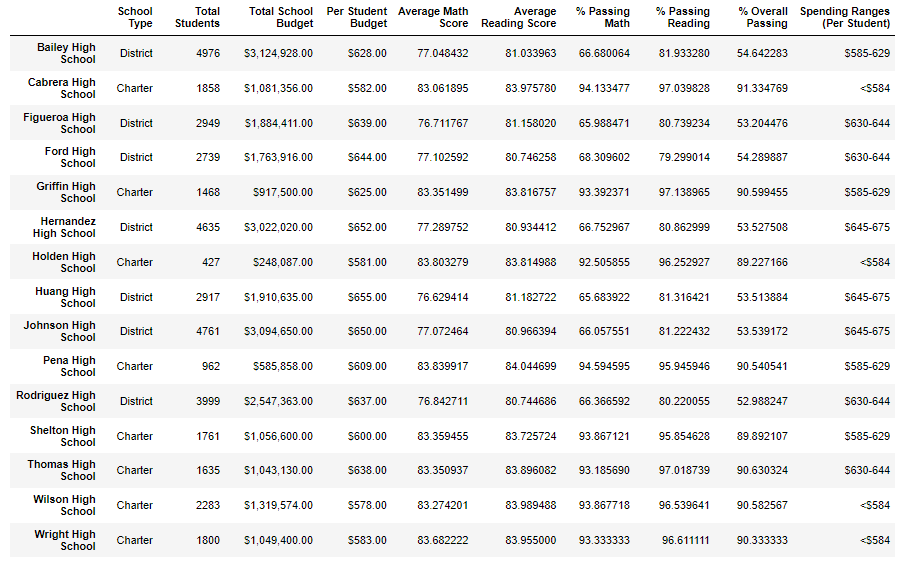 School Type Total Students Total School Budget Per Student Budget Average Math Score Average Reading Score % Passing Math % Passing Reading % Overall Passing Spending Ranges (Per Student)
Bailey High School District 4976 $3,124,928.00 $628.00 77.048432 81.033963 66.680064 81.933280 54.642283 $585-629
Cabrera High School Charter 1858 $1,081,356.00 $582.00 83.061895 83.975780 94.133477 97.039828 91.334769 <$584
Figueroa High School District 2949 $1,884,411.00 $639.00 76.711767 81.158020 65.988471 80.739234 53.204476 $630-644
Ford High School District 2739 $1,763,916.00 $644.00 77.102592 80.746258 68.309602 79.299014 54.289887 $630-644
Griffin High School Charter 1468 $917,500.00 $625.00 83.351499 83.816757 93.392371 97.138965 90.599455 $585-629
Hernandez High School District 4635 $3,022,020.00 $652.00 77.289752 80.934412 66.752967 80.862999 53.527508 $645-675
Holden High School Charter 427 $248,087.00 $581.00 83.803279 83.814988 92.505855 96.252927 89.227166 <$584
Huang High School District 2917 $1,910,635.00 $655.00 76.629414 81.182722 65.683922 81.316421 53.513884 $645-675
Johnson High School District 4761 $3,094,650.00 $650.00 77.072464 80.966394 66.057551 81.222432 53.539172 $645-675
Pena High School Charter 962 $585,858.00 $609.00 83.839917 84.044699 94.594595 95.945946 90.540541 $585-629
Rodriguez High School District 3999 $2,547,363.00 $637.00 76.842711 80.744686 66.366592 80.220055 52.988247 $630-644
Shelton High School Charter 1761 $1,056,600.00 $600.00 83.359455 83.725724 93.867121 95.854628 89.892107 $585-629
Thomas High School Charter 1635 $1,043,130.00 $638.00 83.350937 83.896082 93.185690 97.018739 90.630324 $630-644
Wilson High School Charter 2283 $1,319,574.00 $578.00 83.274201 83.989488 93.867718 96.539641 90.582567 <$584
Wright High School Charter 1800 $1,049,400.00 $583.00 83.682222 83.955000 93.333333 96.611111 90.333333 <$584